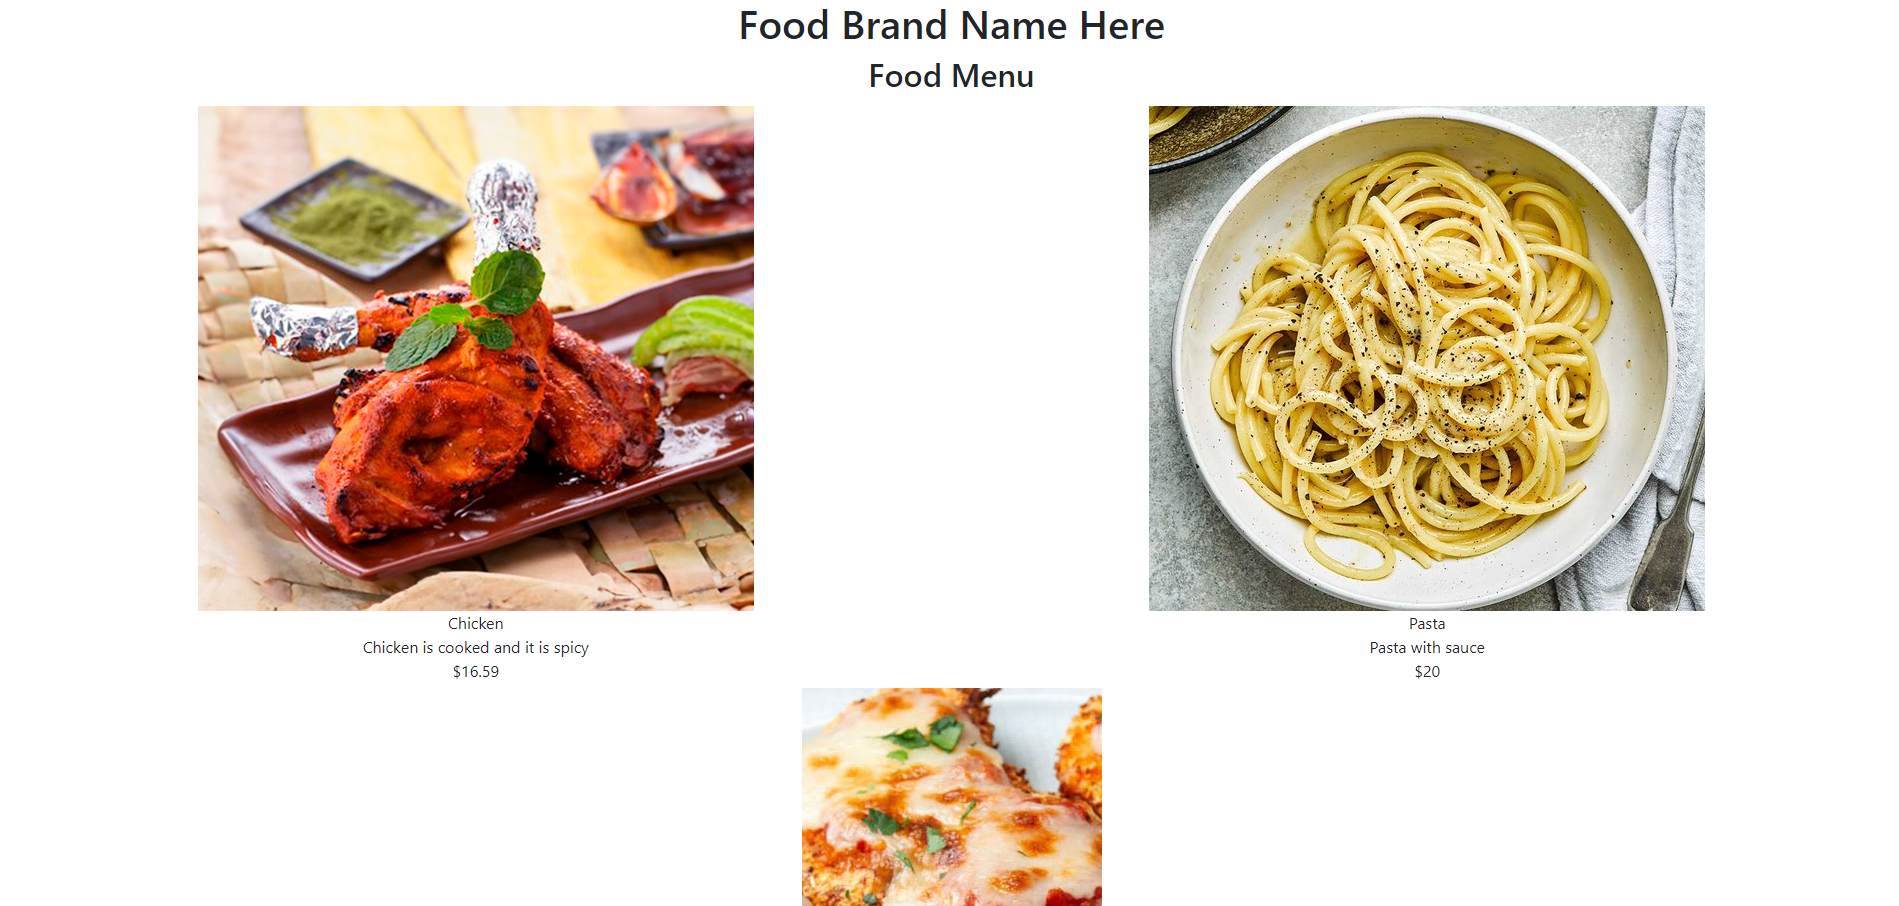 Food Brand Name Here
Food Menu
Chicken
Chicken is cooked and it is spicy
$16.59
Pasta
Pasta with sauce
$20